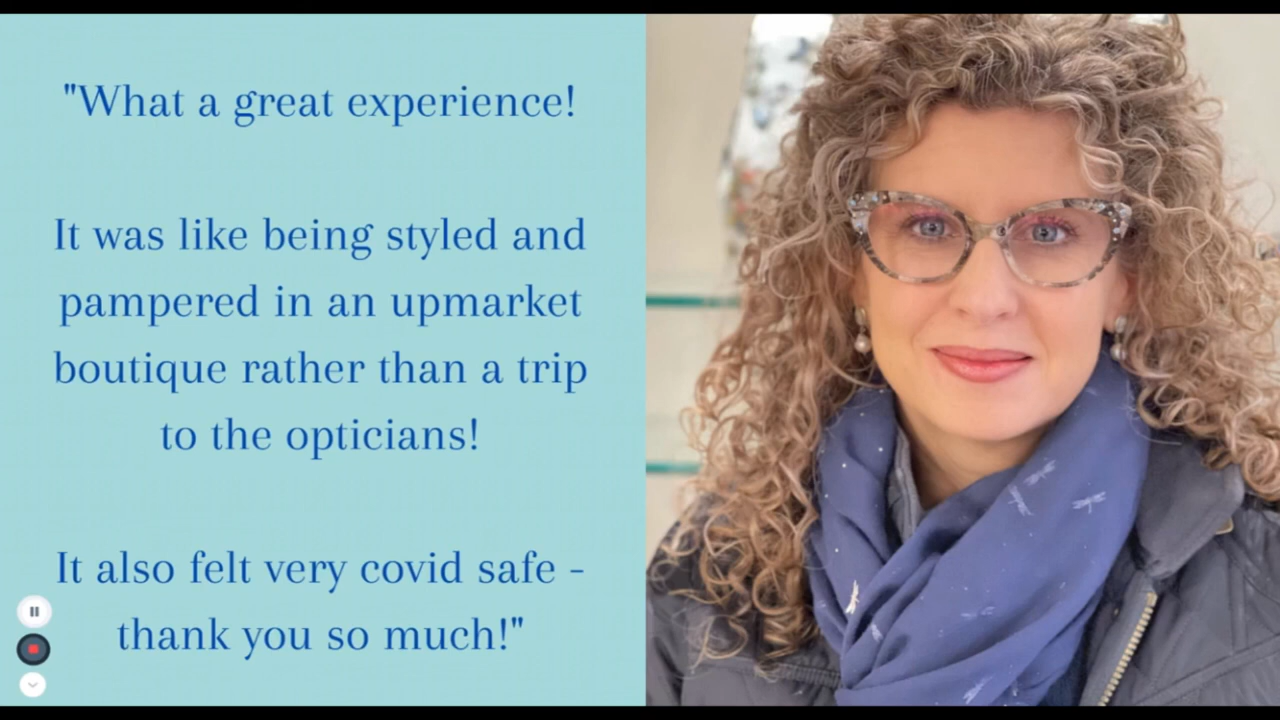 "What a great experience!
It was like being styled and
pampered in an upmarket
boutique rather than a trip
to the opticians!
It also felt very covid safe -
thank you so much!"